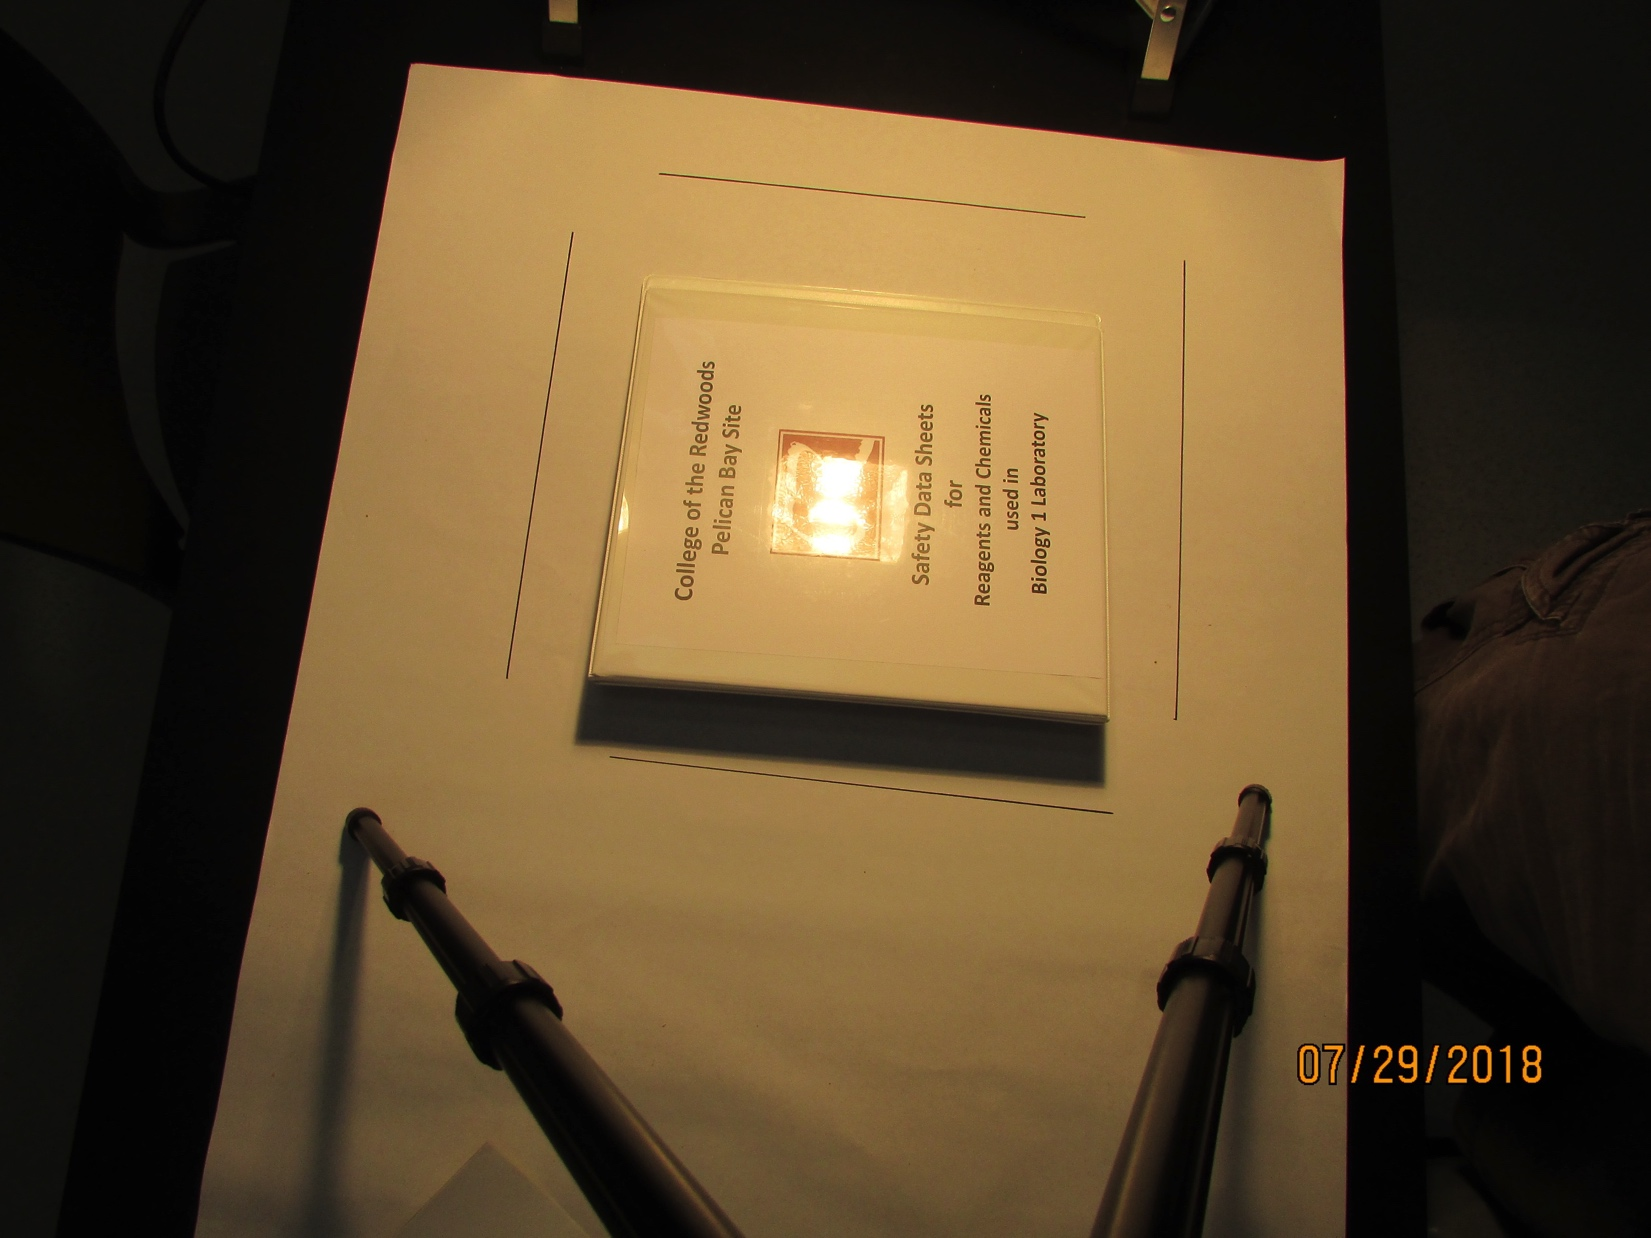 College of the Redwoods
Pelican Bay Site
Safety Data Sheets
for
Reagents and Chemicals
used in
Biology 1 Laboratory
07/29/2018